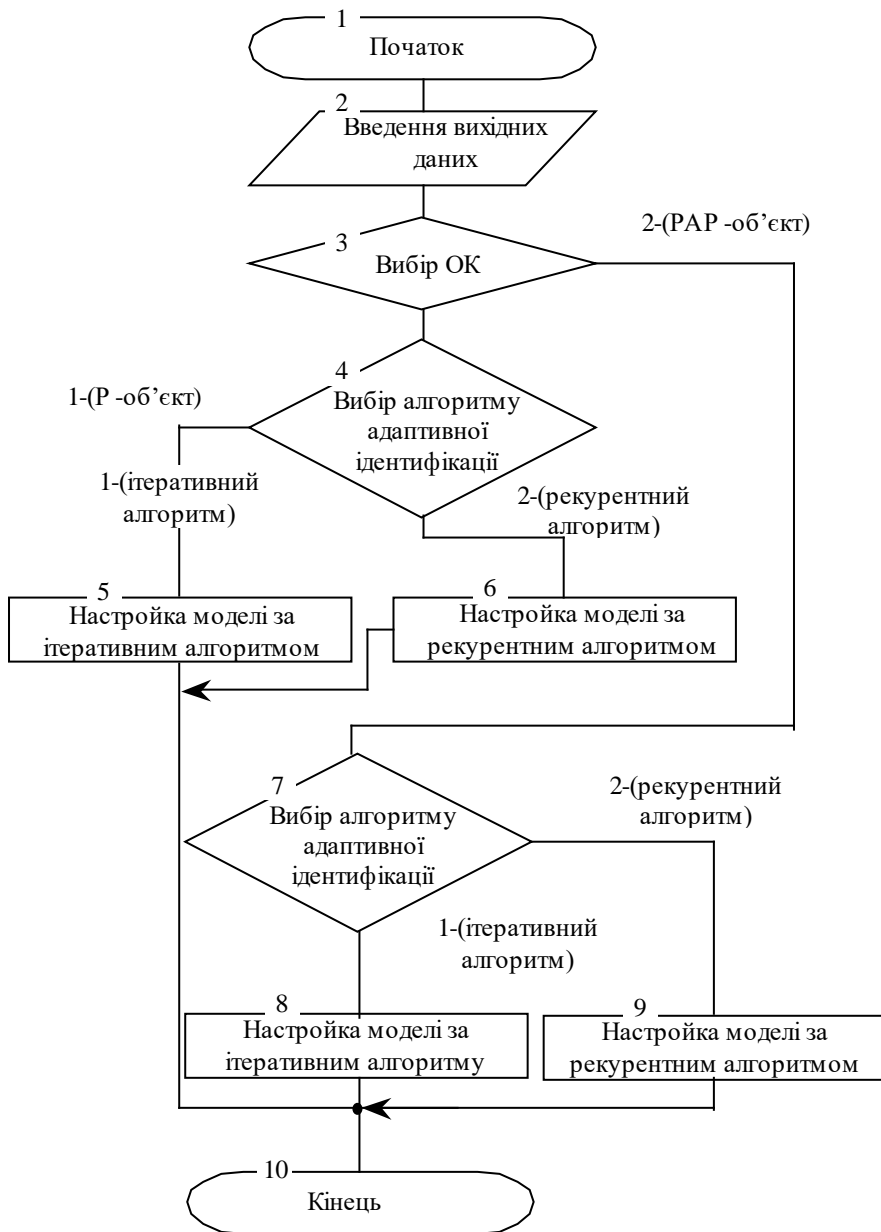 1
Початок
2
Введення вихідних
даних
2-(РАР -об’єкт)
3
Вибір ОК
4
Вибір алгоритму
адаптивної
ідентифікації
1-(Р -об’єкт)
1-(ітеративний
алгоритм)
2-(рекурентний
алгоритм)
5
Настройка моделі за
ітеративним алгоритмом
6
Настройка моделі за
рекурентним алгоритмом
7
Вибір алгоритму
адаптивної
ідентифікації
2-(рекурентний
алгоритм)
1-(ітеративний
алгоритм)
8
Настройка моделі за
ітеративним алгоритму
9
Настройка моделі за
рекурентним алгоритмом
10
Кінець